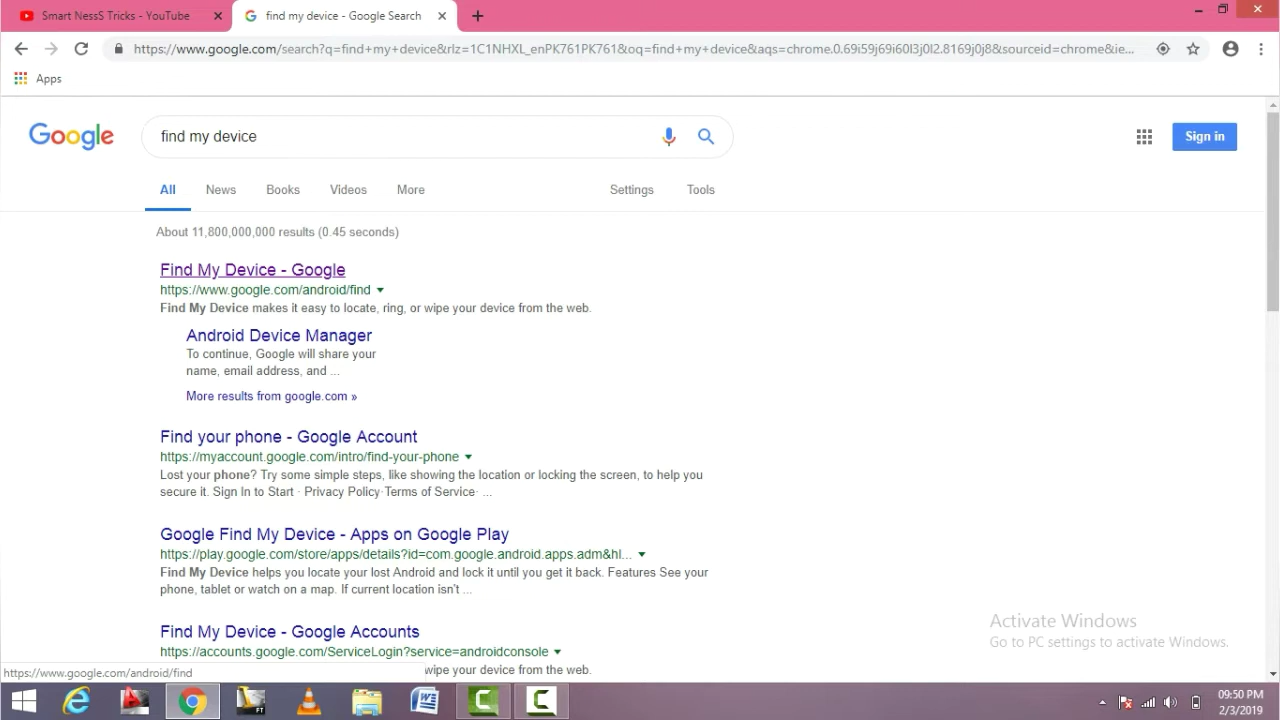 Smart NessS Tricks - YouTube
find my device - Google Search
https://www.google.com/search?q=find+my+device&rlz=1C1NHXL_enPK761PK761&oq=find+my+device&aqs=chrome.0.69i59j69i60l3j0l2.8169j0j8&sourceid=chrome&ie...
Apps
Google
find my device
Sign in
All News Books Videos More Settings Tools
About 11,800,000,000 results (0.45 seconds)
Find My Device - Google
https://www.google.com/android/find
Find My Device makes it easy to locate, ring, or wipe your device from the web.
Android Device Manager
To continue, Google will share your
name, email address, and ...
More results from google.com »
Find your phone - Google Account
https://myaccount.google.com/intro/find-your-phone
Lost your phone? Try some simple steps, like showing the location or locking the screen, to help you
secure it. Sign In to Start · Privacy Policy·Terms of Service· ...
Google Find My Device - Apps on Google Play
https://play.google.com/store/apps/details?id=com.google.android.apps.adm&hl...
Find My Device helps you locate your lost Android and lock it until you get it back. Features See your
phone, tablet or watch on a map. If current location isn't ...
Find My Device - Google Accounts
https://accounts.google.com/ServiceLogin?service=androidconsole
wipe your device from the web.
Activate Windows
Go to PC settings to activate Windows.
https://www.google.com/android/find
FT
09:50 PM
2/3/2019